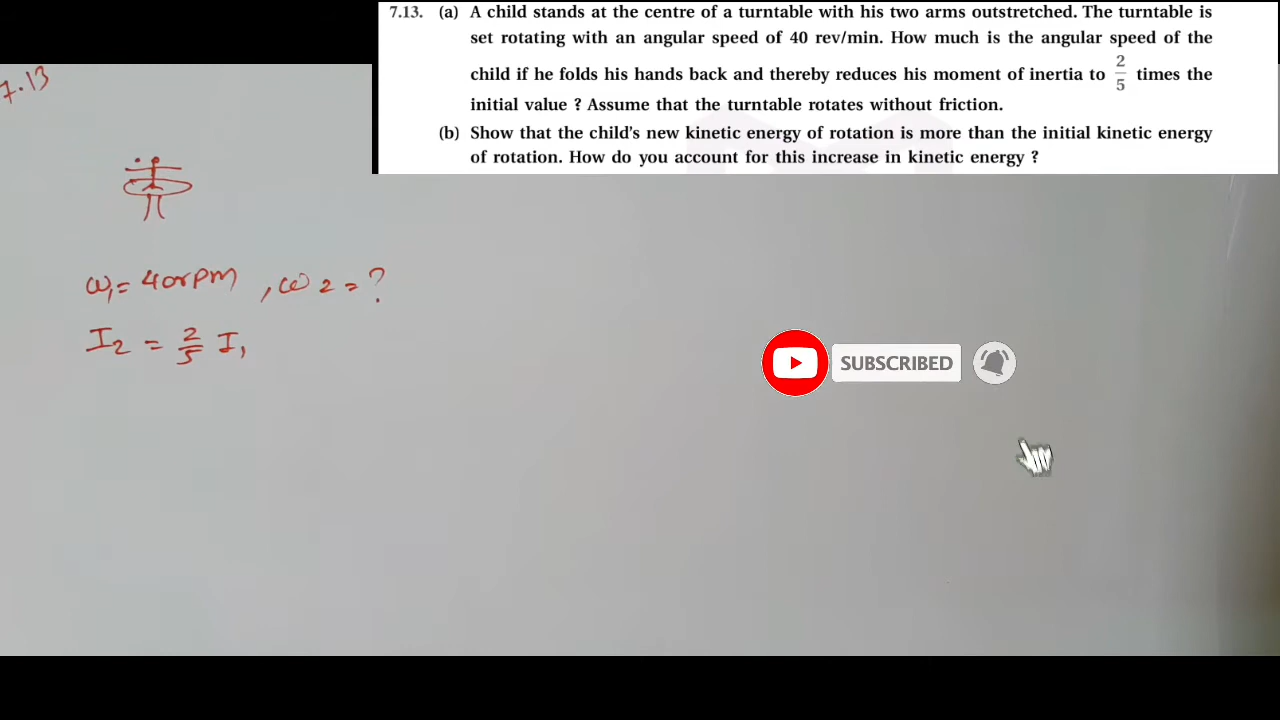 7.13. (a) A child stands at the centre of a turntable with his two arms outstretched. The turntable is
set rotating with an angular speed of 40 rev/min. How much is the angular speed of the
child if he folds his hands back and thereby reduces his moment of inertia to 2/5 times the
initial value ? Assume that the turntable rotates without friction.
(b) Show that the child's new kinetic energy of rotation is more than the initial kinetic energy
of rotation. How do you account for this increase in kinetic energy ?
7.13
ω₁ = 40rpm , ω2 = ?
I2 = 2/5 I₁
SUBSCRIBED